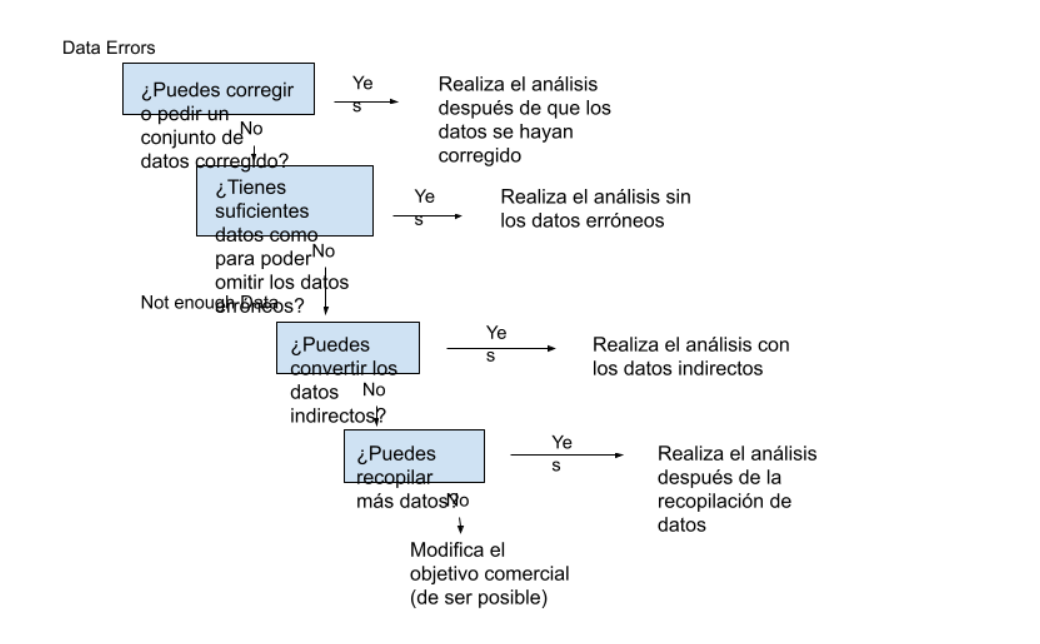 Data Errors
¿Puedes corregir
o pedir un
conjunto de
datos corregido?
Ye
s
Realiza el análisis
después de que los
datos se hayan
corregido
No
¿Tienes
suficientes
datos como
para poder
omitir los datos
erróneos?
Ye
s
Realiza el análisis sin
los datos erróneos
No
Not enough Data
¿Puedes
convertir los
datos
indirectos?
Ye
s
Realiza el análisis con
los datos indirectos
No
¿Puedes
recopilar
más datos?
Ye
s
Realiza el análisis
después de la
recopilación de
datos
No
Modifica el
objetivo comercial
(de ser posible)